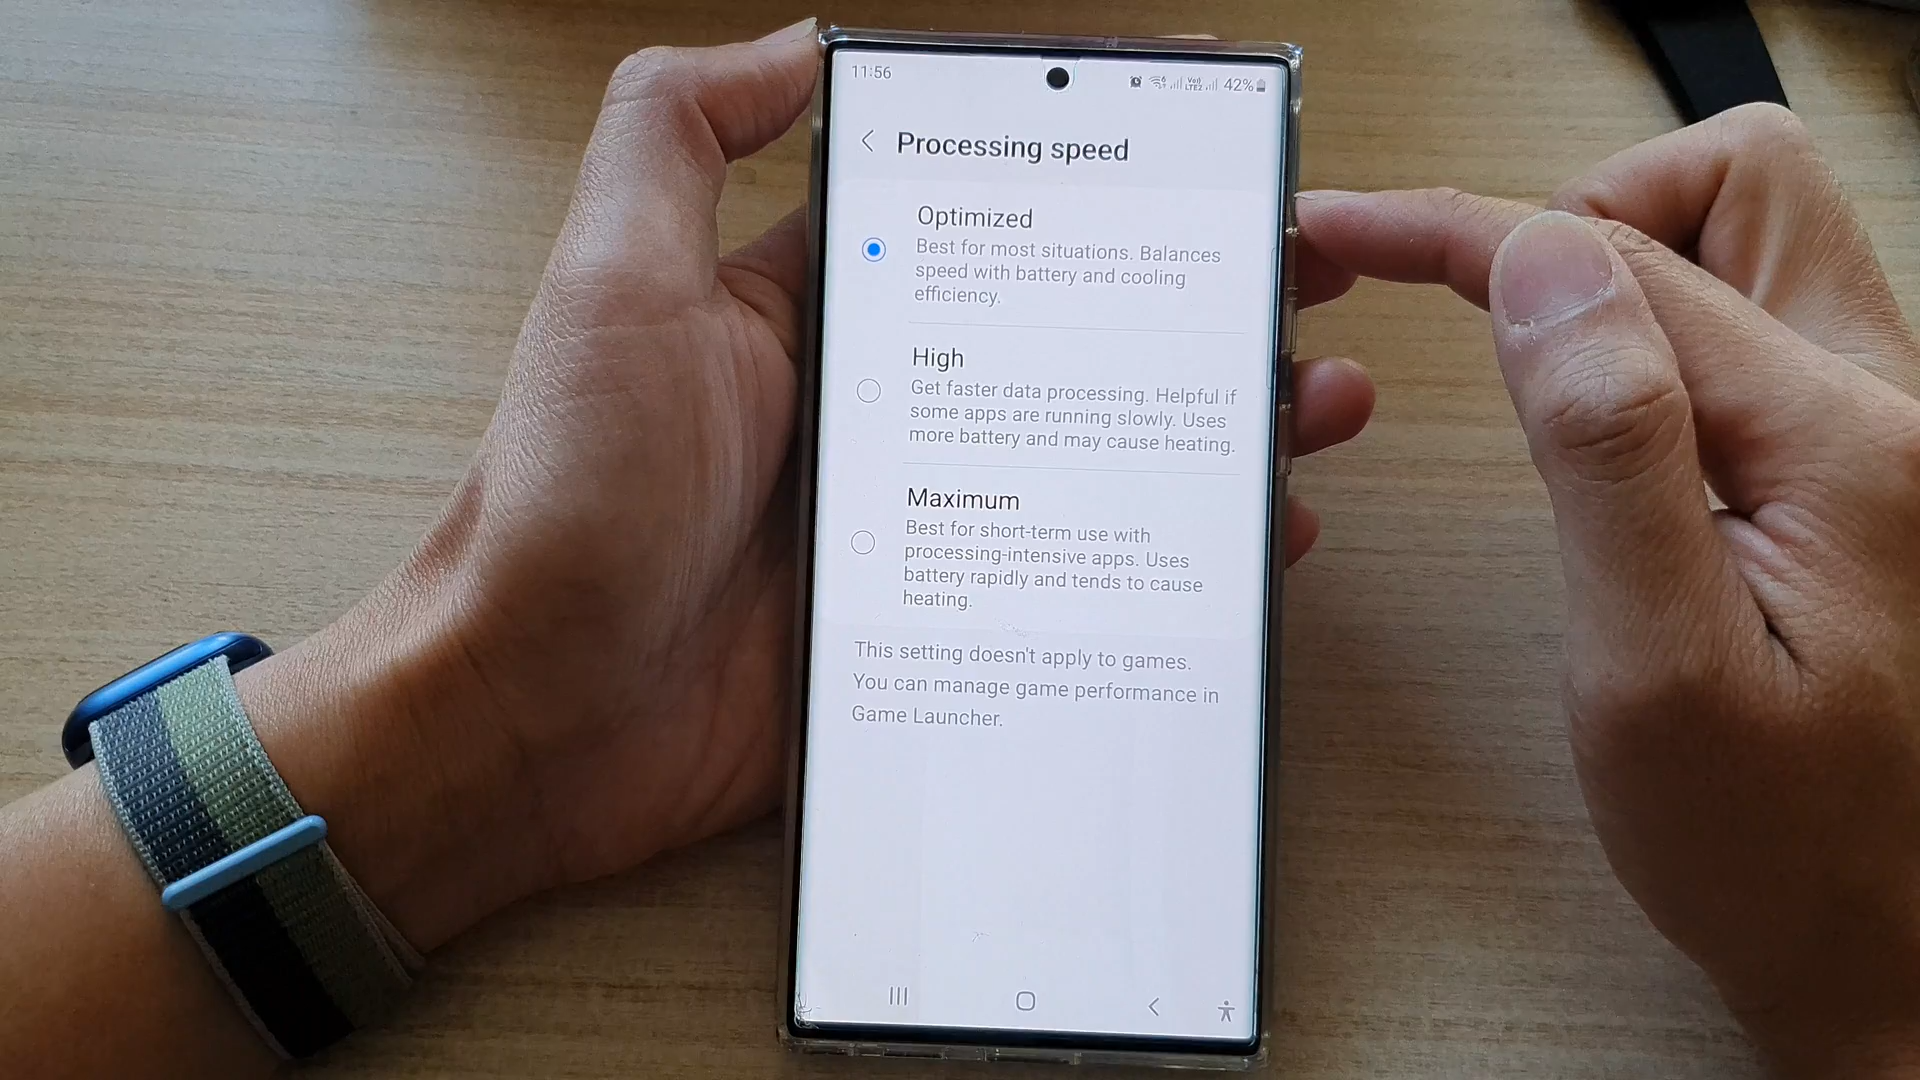 11:56
42%
Processing speed
Optimized
Best for most situations. Balances
speed with battery and cooling
efficiency.
High
Get faster data processing. Helpful if
some apps are running slowly. Uses
more battery and may cause heating.
Maximum
Best for short-term use with
processing-intensive apps. Uses
battery rapidly and tends to cause
heating.
This setting doesn't apply to games.
You can manage game performance in
Game Launcher.